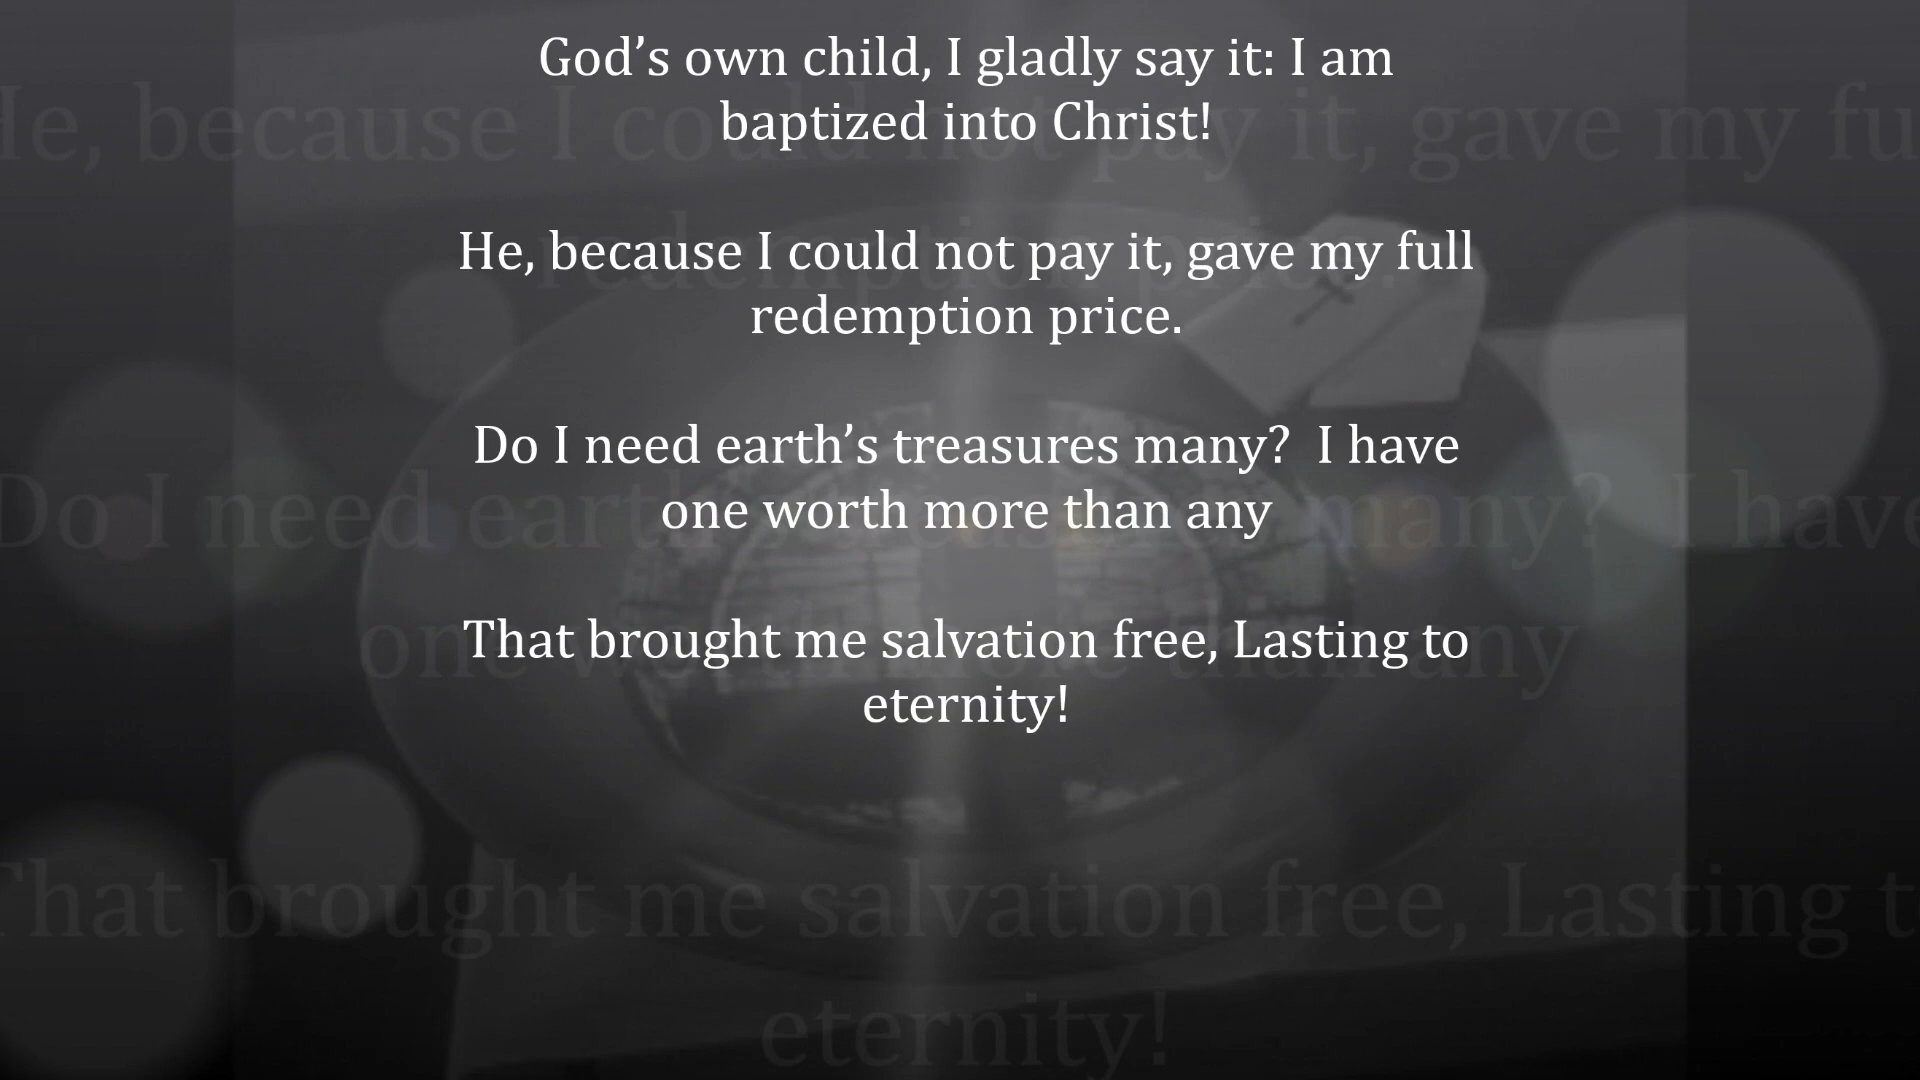 God’s own child, I gladly say it: I am
baptized into Christ!
He, because I could not pay it, gave my full
redemption price.
Do I need earth’s treasures many?  I have
one worth more than any
That brought me salvation free, Lasting to
eternity!